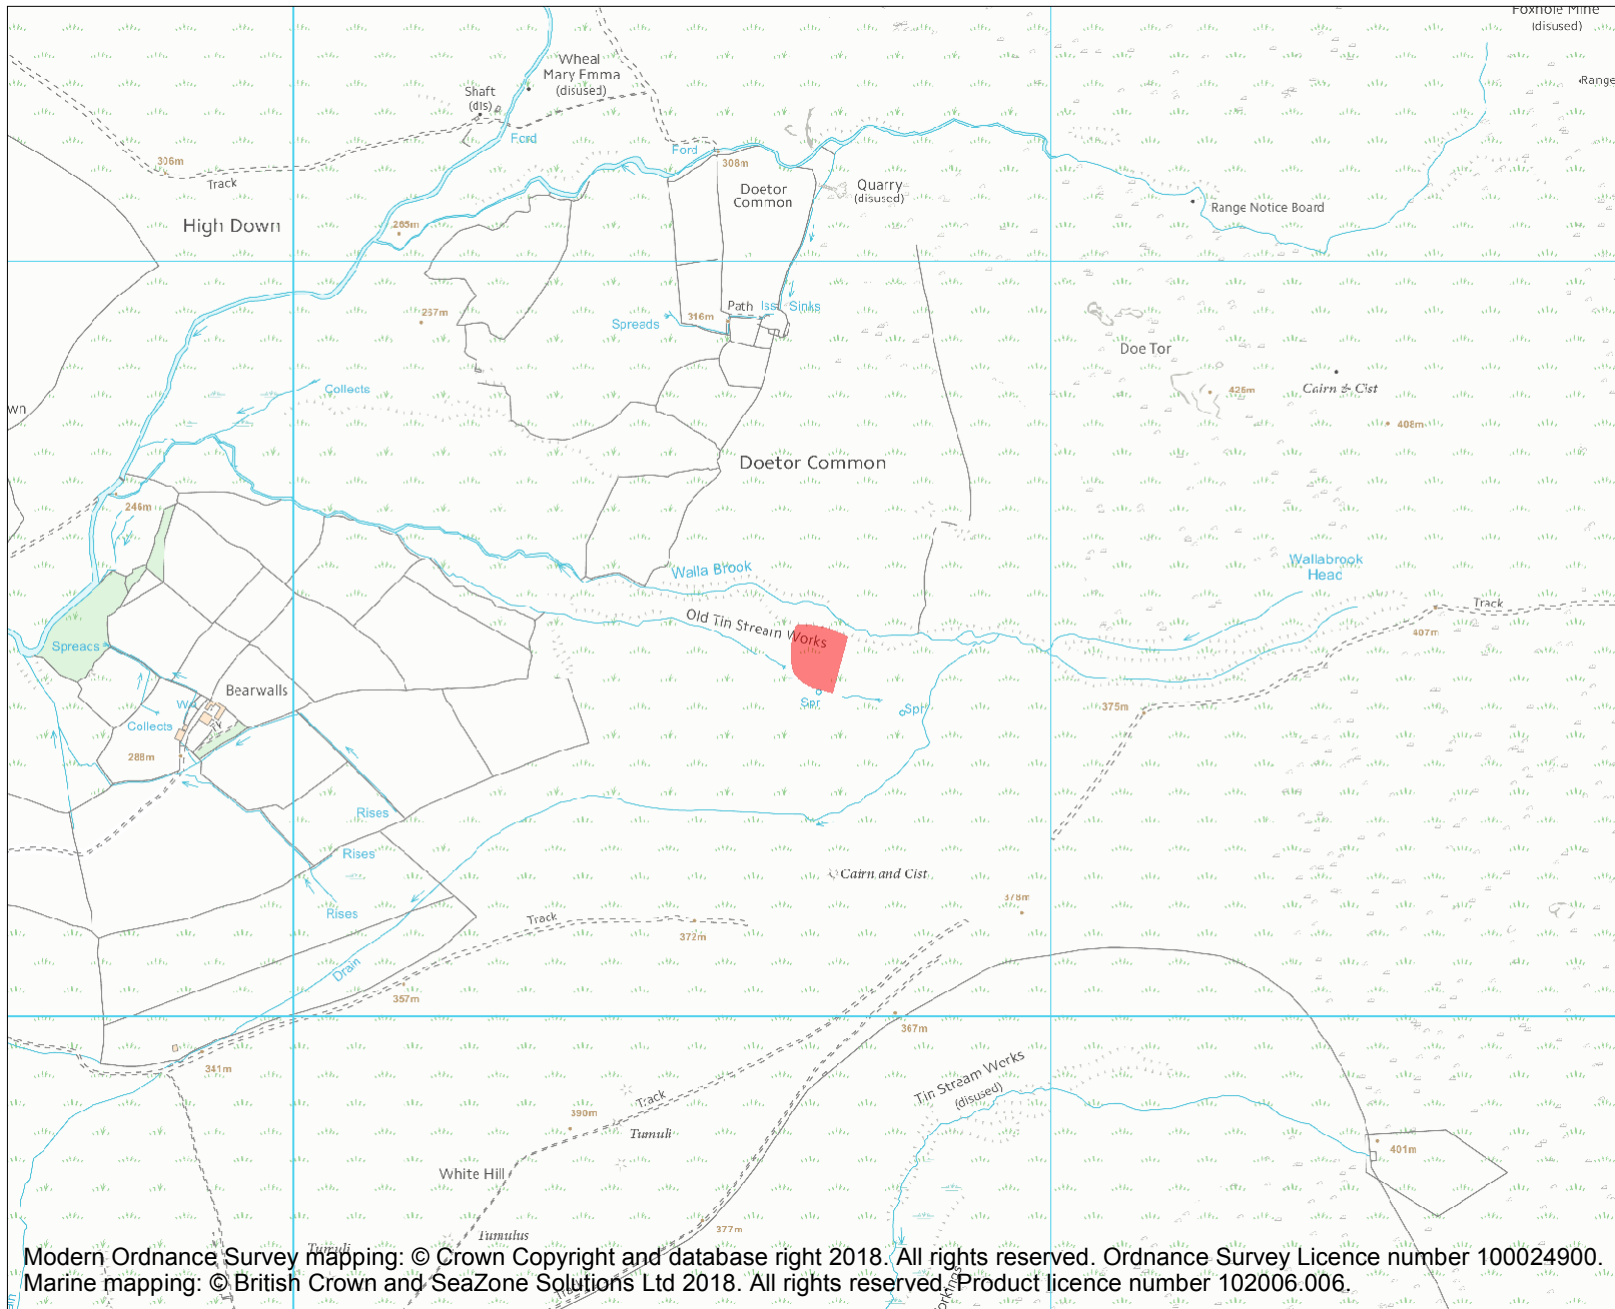 Foxhole Mine
(disused)
Range
Wheal
Mary Emma
(disused)
Shaft
(dis)
Ford
Ford
308m
306m
Track
Doetor
Common
Quarry
(disused)
Range Notice Board
High Down
265m
267m
Path
Iss
Sinks
Spreads
316m
Doe Tor
Cairn & Cist
426m
408m
Collects
wn
Doetor Common
246m
Walla Brook
Wallabrook
Head
Old Tin Stream Works
Track
407m
Spreads
Bearwalls
W
Collects
288m
Spr
Spr
375m
Rises
Rises
Rises
Cairn and Cist
378m
Track
372m
Drain
357m
367m
341m
Tin Stream Works
(disused)
390m
Track
Tumuli
401m
White Hill
Tumulus
377m
Tumuli
Modern Ordnance Survey mapping: © Crown Copyright and database right 2018. All rights reserved. Ordnance Survey Licence number 100024900.
Marine mapping: © British Crown and SeaZone Solutions Ltd 2018. All rights reserved. Product licence number 102006.006.
Track